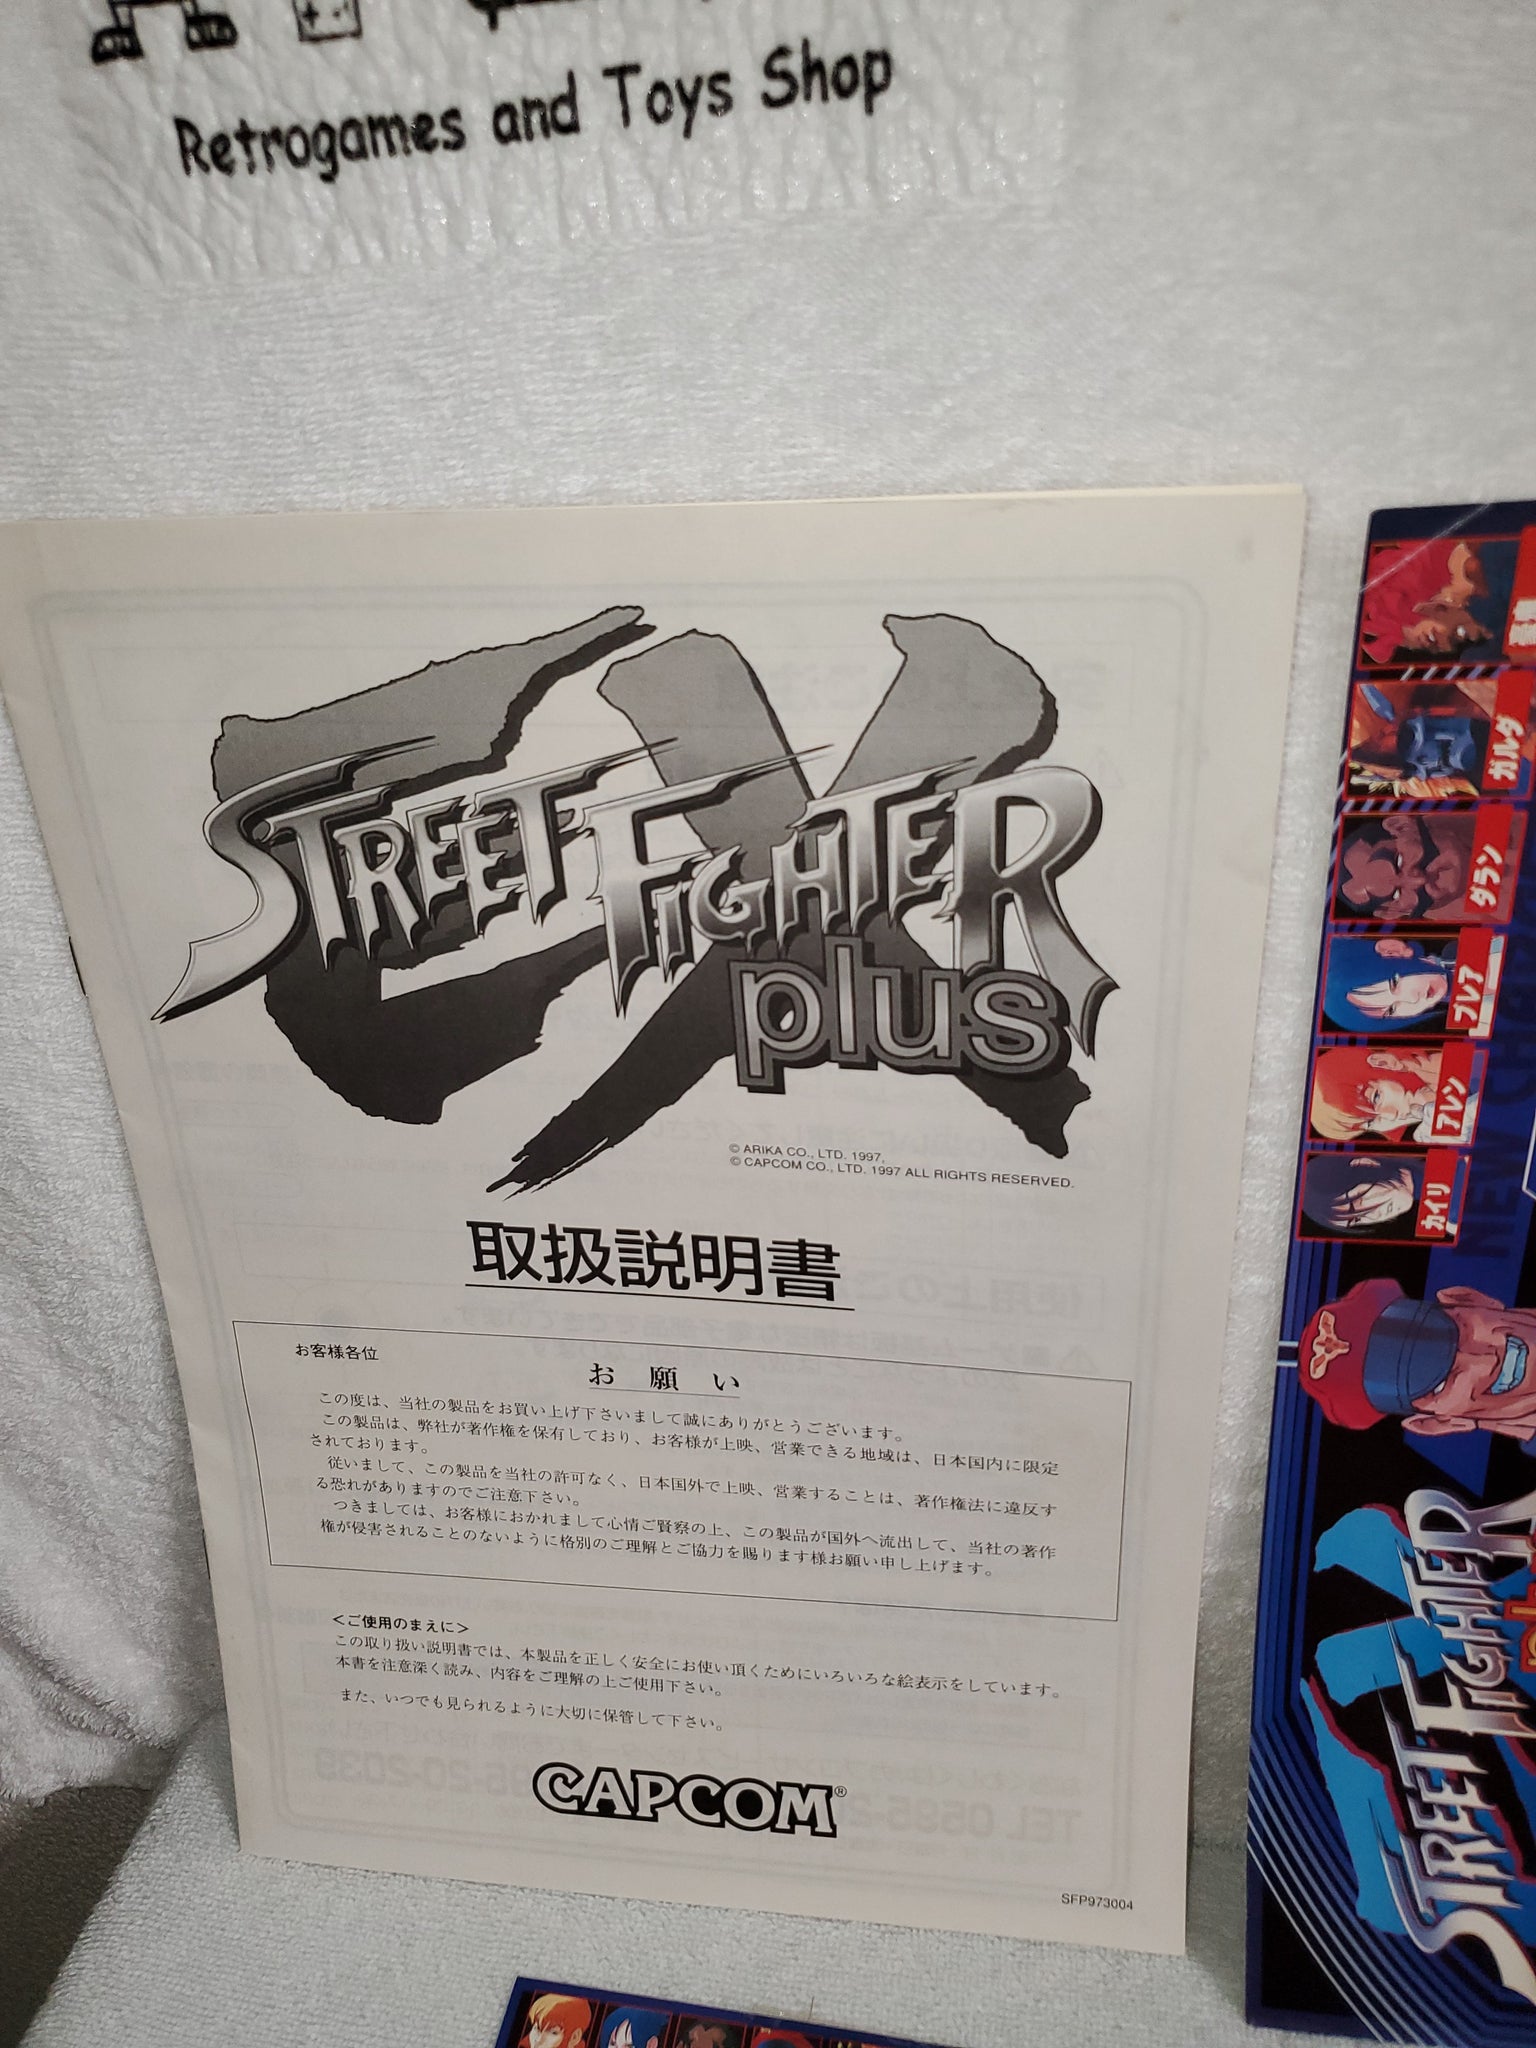 Retrogames and Toys Shop
STREET FIGHTER
EX
plus
© ARIKA CO., LTD. 1997,
© CAPCOM CO., LTD. 1997 ALL RIGHTS RESERVED.
取扱説明書
お客様各位
お願い
この度は、当社の製品をお買い上げ下さいまして誠にありがとうございます。
この製品は、弊社が著作権を保有しており、お客様が上映、営業できる地域は、日本国内に限定
されております。
従いまして、この製品を当社の許可なく、日本国外で上映、営業することは、著作権法に違反す
る恐れがありますのでご注意下さい。
つきましては、お客様におかれまして心情ご賢察の上、この製品が国外へ流出して、当社の著作
権が侵害されることのないように格別のご理解とご協力を賜ります様お願い申し上げます。
<ご使用のまえに>
この取り扱い説明書では、本製品を正しく安全にお使い頂くためにいろいろな絵表示をしています。
本書を注意深く読み、内容をご理解の上ご使用下さい。
また、いつでも見られるように大切に保管して下さい。
CAPCOM®
SFP973004
ガルダ
ダラン
ブレア
アレン
カイリ
STREET FIGHTER